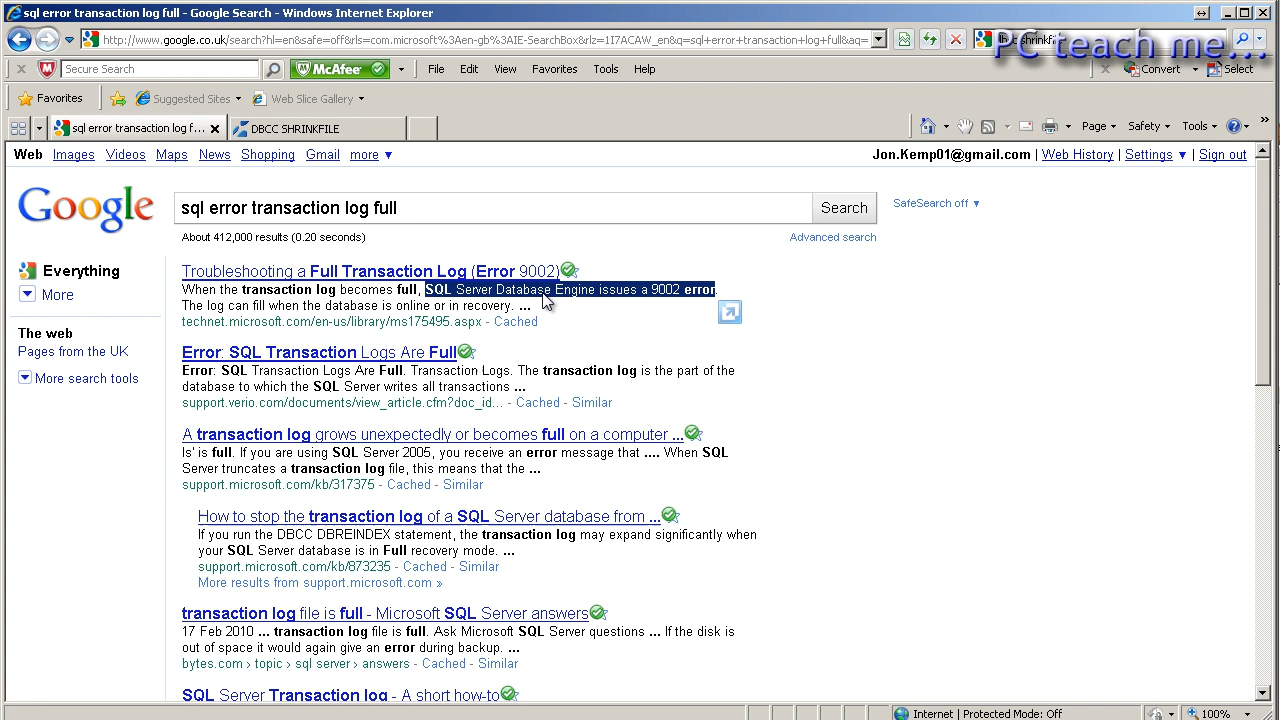 sql error transaction log full - Google Search - Windows Internet Explorer
http://www.google.co.uk/search?hl=en&safe=off&rls=com.microsoft%3Aen-gb%3AIE-SearchBox&rlz=1I7ACAW_en&q=sql+error+transaction+log+full&aq=
PC teach me...
Secure Search
McAfee
File Edit View Favorites Tools Help
Convert Select
Favorites Suggested Sites Web Slice Gallery
sql error transaction log f... DBCC SHRINKFILE
Page Safety Tools
Web Images Videos Maps News Shopping Gmail more ▼
Jon.Kemp01@gmail.com | Web History | Settings ▼ | Sign out
Google
sql error transaction log full
Search
SafeSearch off ▼
About 412,000 results (0.20 seconds)
Advanced search
Everything
More
The web
Pages from the UK
More search tools
Troubleshooting a Full Transaction Log (Error 9002)
When the transaction log becomes full, SQL Server Database Engine issues a 9002 error.
The log can fill when the database is online or in recovery. ...
technet.microsoft.com/en-us/library/ms175495.aspx - Cached
Error: SQL Transaction Logs Are Full
Error: SQL Transaction Logs Are Full. Transaction Logs. The transaction log is the part of the
database to which the SQL Server writes all transactions ...
support.verio.com/documents/view_article.cfm?doc_id... - Cached - Similar
A transaction log grows unexpectedly or becomes full on a computer ...
Is' is full. If you are using SQL Server 2005, you receive an error message that .... When SQL
Server truncates a transaction log file, this means that the ...
support.microsoft.com/kb/317375 - Cached - Similar
How to stop the transaction log of a SQL Server database from ...
If you run the DBCC DBREINDEX statement, the transaction log may expand significantly when
your SQL Server database is in Full recovery mode. ...
support.microsoft.com/kb/873235 - Cached - Similar
More results from support.microsoft.com »
transaction log file is full - Microsoft SQL Server answers
17 Feb 2010 ... transaction log file is full. Ask Microsoft SQL Server questions ... If the disk is
out of space it would again give an error during backup. ...
bytes.com › topic › sql server › answers - Cached - Similar
SQL Server Transaction log - A short how-to
Internet | Protected Mode: Off
100%